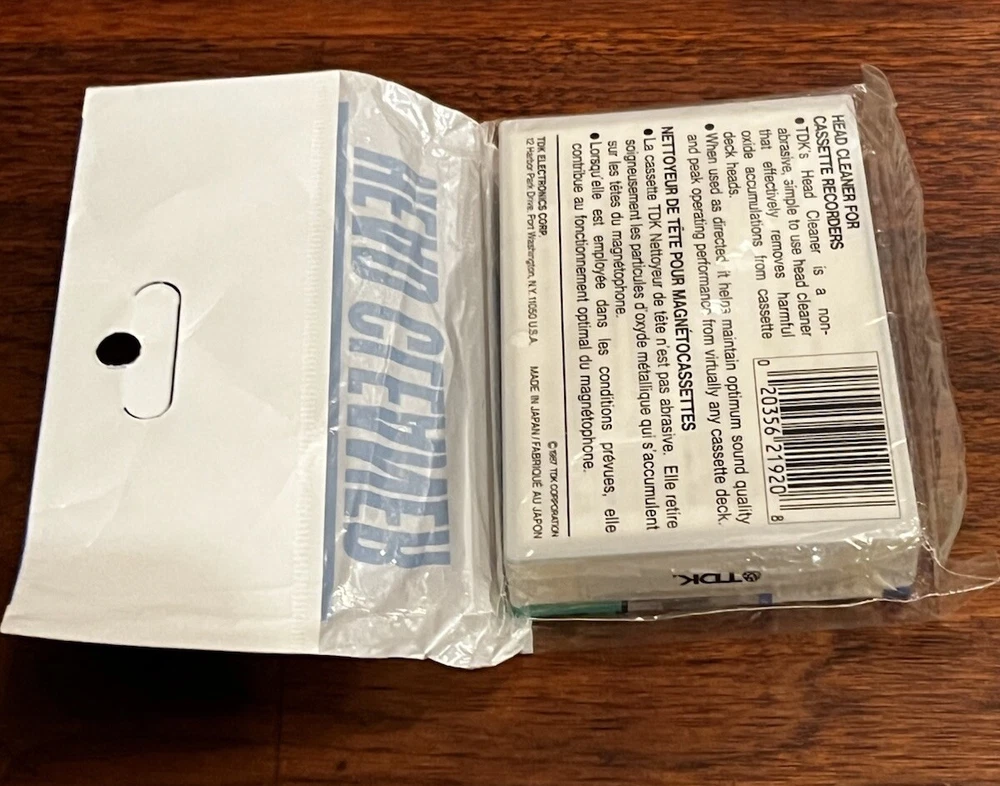 HEAD CLEANER FOR
CASSETTE RECORDERS
• TDK's Head Cleaner is a non-
abrasive, simple to use head cleaner
that effectively removes harmful
oxide accumulations from cassette
deck heads.
• When used as directed it helps maintain optimum sound quality
and peak operating performance from virtually any cassette deck.
NETTOYEUR DE TÊTE POUR MAGNÉTOCASSETTES
• La cassette TDK Nettoyeur de tête n'est pas abrasive. Elle retire
soigneusement les particules d'oxyde métallique qui s'accumulent
sur les têtes du magnétophone.
• Lorsqu'elle est employée dans les conditions prévues, elle
contribue au fonctionnement optimal du magnétophone.
© 1987 TDK CORPORATION
TDK ELECTRONICS CORP.
12 Harbor Park Drive, Port Washington, N.Y. 11050 U.S.A. MADE IN JAPAN / FABRIQUÉ AU JAPON
0 20356 21920 8
TDK
HEAD CLEANER